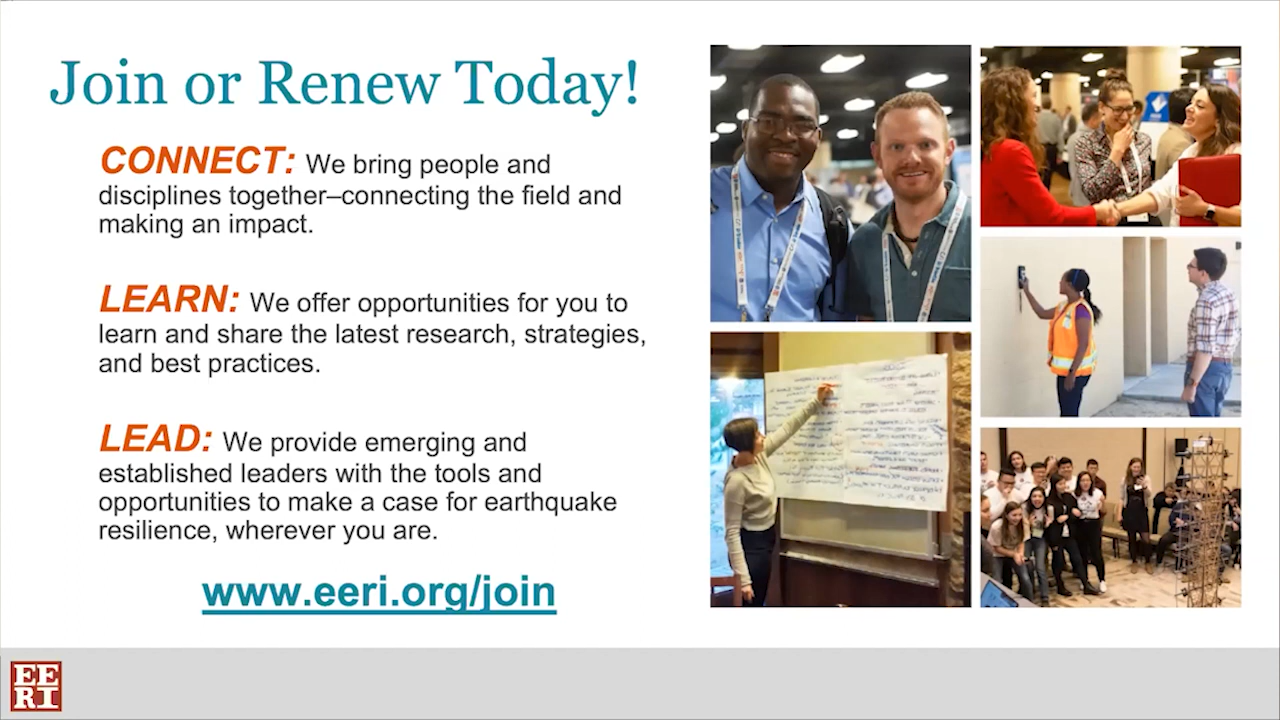 Join or Renew Today!
CONNECT: We bring people and
disciplines together–connecting the field and
making an impact.
LEARN: We offer opportunities for you to
learn and share the latest research, strategies,
and best practices.
LEAD: We provide emerging and
established leaders with the tools and
opportunities to make a case for earthquake
resilience, wherever you are.
www.eeri.org/join
EE
RI